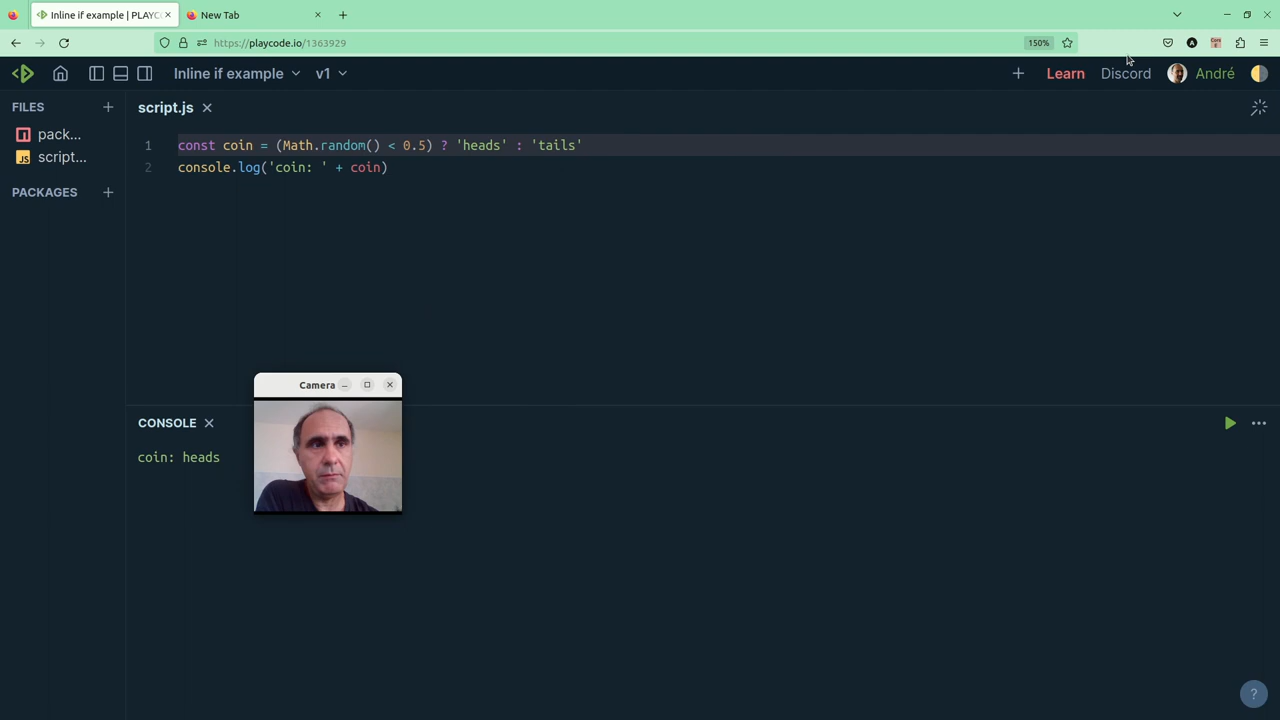 Inline if example | PLAYC
New Tab
https://playcode.io/1363929
150%
Inline if example
v1
Learn
Discord
André
FILES
script.js
pack...
script...
PACKAGES
1 const coin = (Math.random() < 0.5) ? 'heads' : 'tails'
2 console.log('coin: ' + coin)
Camera
CONSOLE
coin: heads